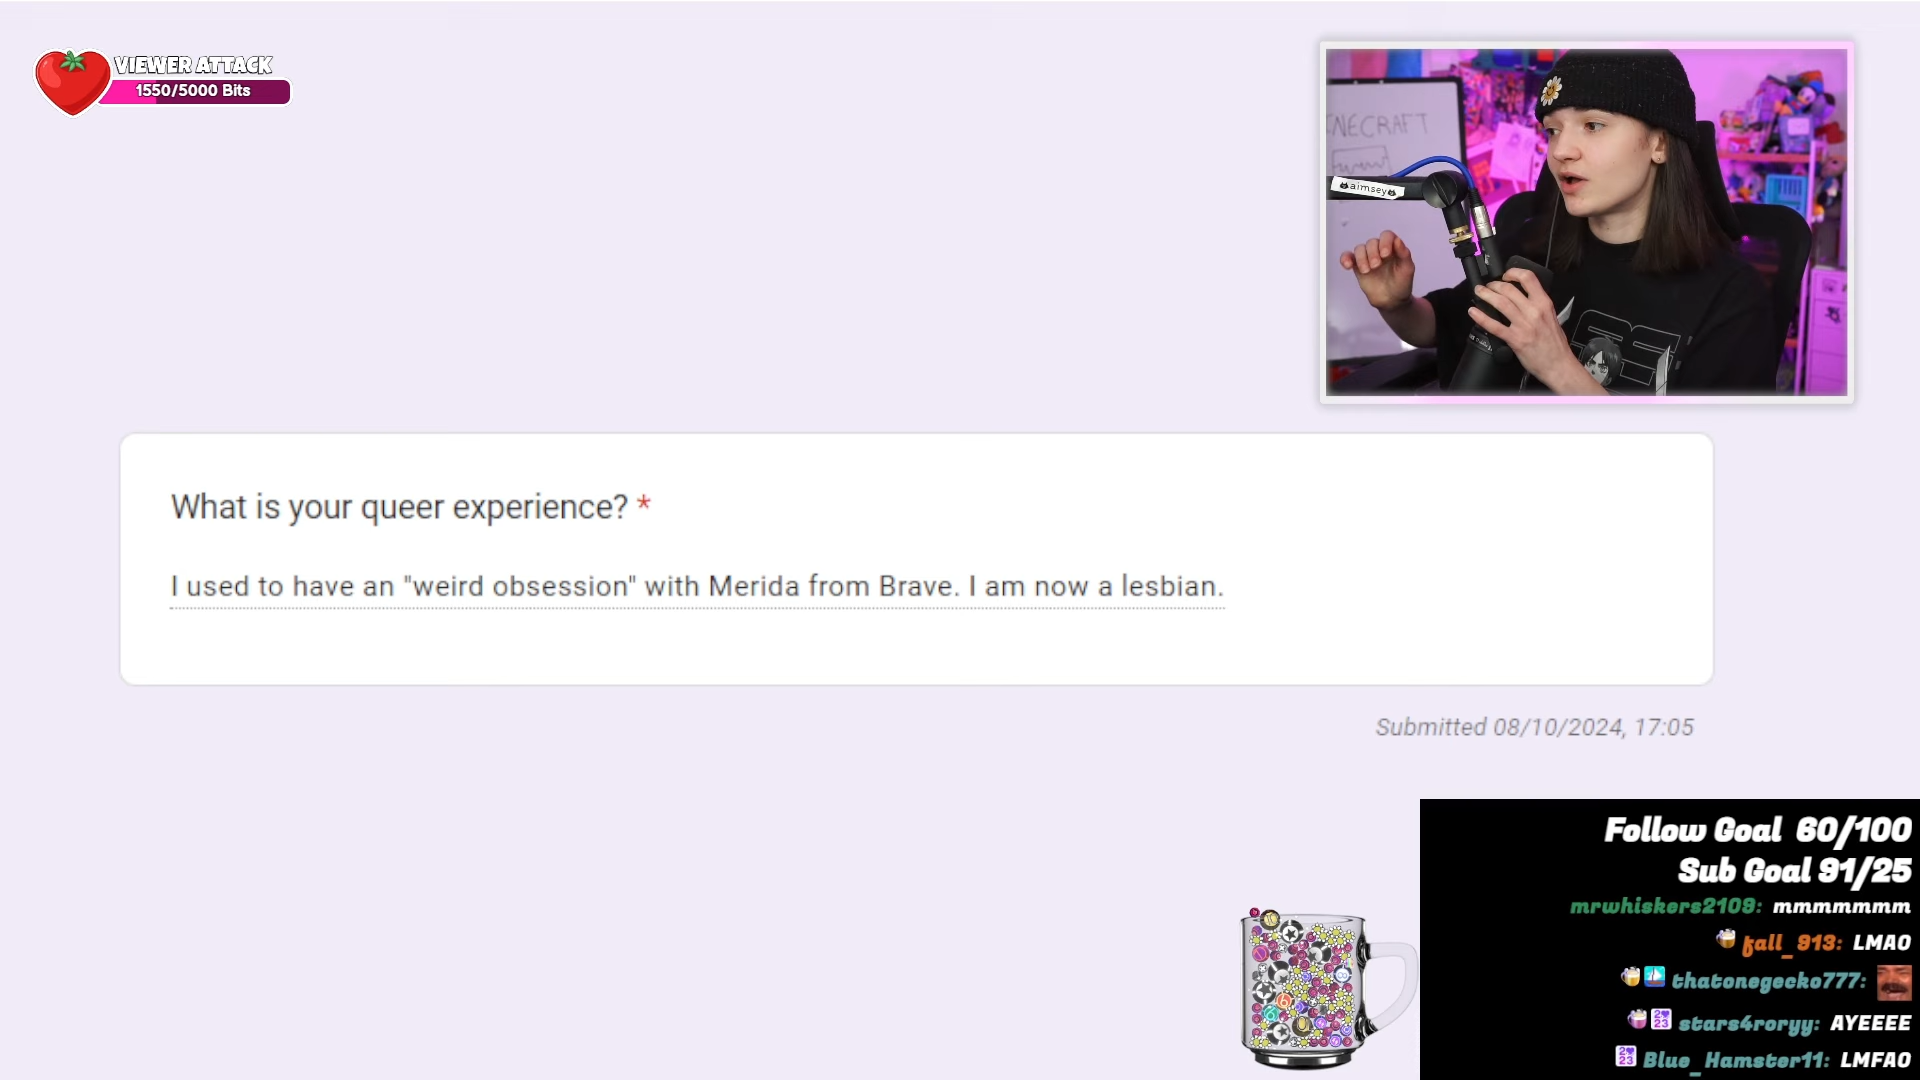 VIEWER ATTACK
1550/5000 Bits
NECRAFT
aimsey
What is your queer experience? *
I used to have an "weird obsession" with Merida from Brave. I am now a lesbian.
Submitted 08/10/2024, 17:05
Follow Goal 60/100
Sub Goal 91/25
mrwhiskers2109: mmmmmmm
fall_913: LMAO
thatonegecko777:
stars4roryy: AYEEEE
Blue_Hamster11: LMFAO